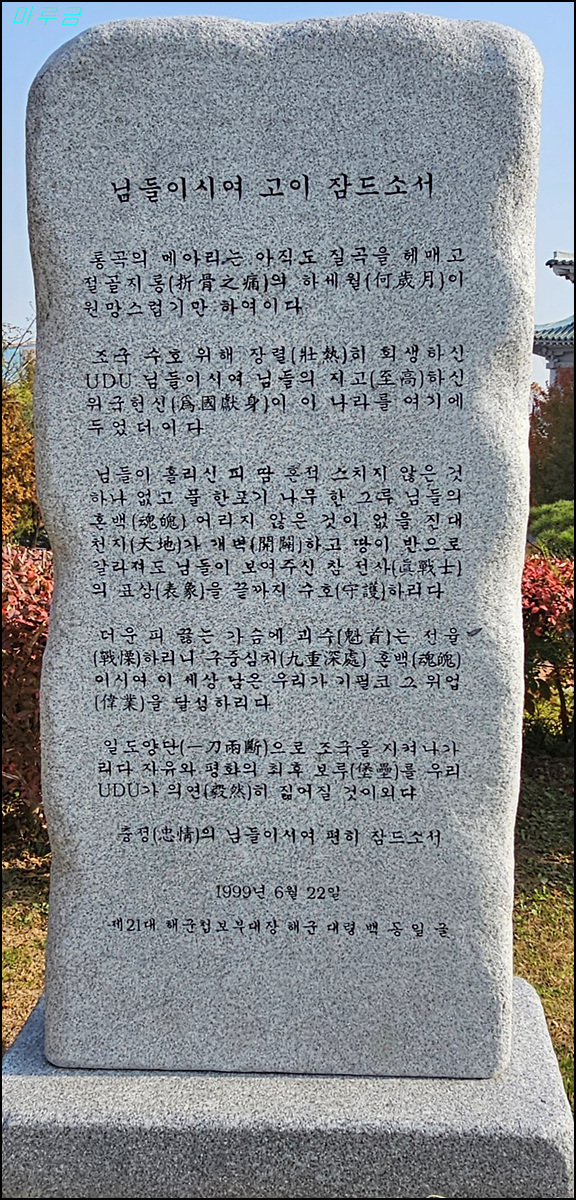 마루금
님들이시여 고이 잠드소서
통곡의 메아리는 아직도 질곡을 헤매고
절골지통(折骨之痛)의 하세월(何歲月)이
원망스럽기만 하여이다
조국 수호 위해 장렬(壯熱)히 희생하신
UDU 님들이시여 님들의 지고(至高)하신
위국헌신(爲國獻身)이 이 나라를 여기에
두었더이다
님들이 흘리신 피 땀 흔적 스치지 않은 것
하나 없고 풀 한포기 나무 한 그루 님들의
혼백(魂魄) 어리지 않은 것이 없을 진대
천지(天地)가 개벽(開闢)하고 땅이 반으로
갈라져도 님들이 보여주신 참 전사(眞戰士)
의 표상(表象)을 끝까지 수호(守護)하리다
더운 피 끓는 가슴에 괴수(魁首)는 전율
(戰慄)하리니 구중심처(九重深處) 혼백(魂魄)
이시여 이 세상 남은 우리가 기필코 그 위업
(偉業)을 달성하리다
일도양단(一刀兩斷)으로 조국을 지켜나가
리다 자유와 평화의 최후 보루(堡壘)를 우리
UDU가 의연(毅然)히 짊어질 것이외다
충정(忠情)의 님들이시여 편히 잠드소서
1999년 6월 22일
제21대 해군첩보부대장 해군 대령 백 동 일 글